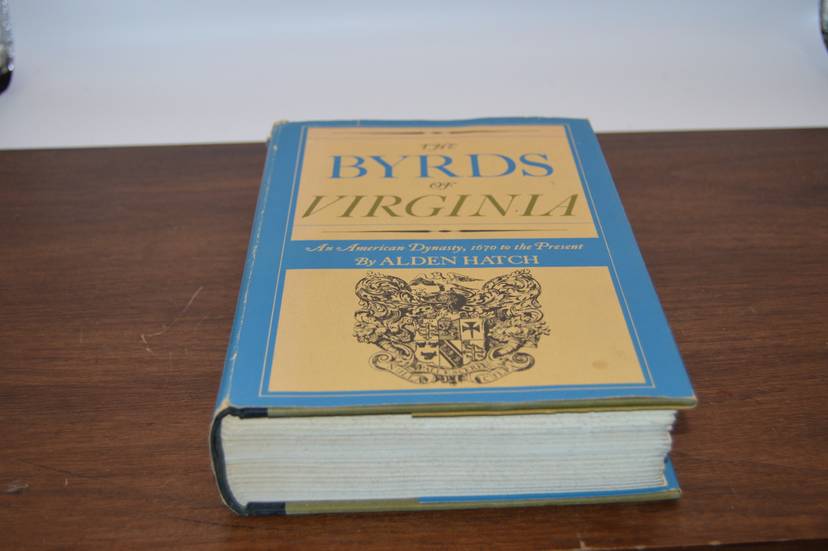 THE
BYRDS
OF
VIRGINIA
An American Dynasty, 1670 to the Present
By ALDEN HATCH